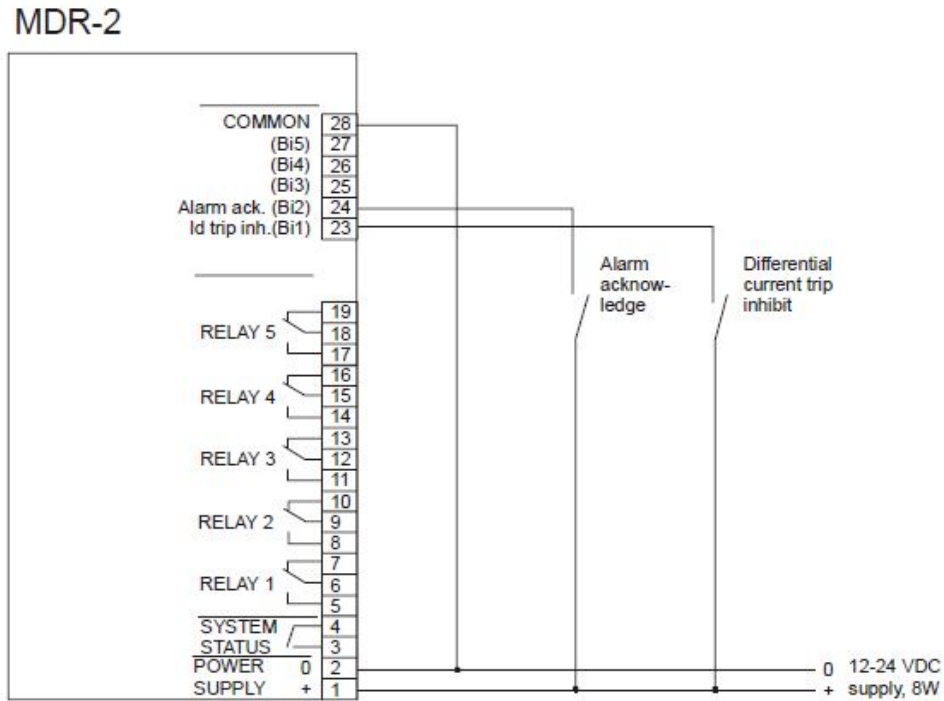 MDR-2
COMMON 28
(Bi5) 27
(Bi4) 26
(Bi3) 25
Alarm ack. (Bi2) 24
Id trip inh.(Bi1) 23
Alarm
acknow-
ledge
Differential
current trip
inhibit
19
RELAY 5 18
17
16
RELAY 4 15
14
13
RELAY 3 12
11
10
RELAY 2 9
8
7
RELAY 1 6
5
SYSTEM 4
STATUS 3
POWER 0 2
SUPPLY + 1
0 12-24 VDC
+ supply, 8W